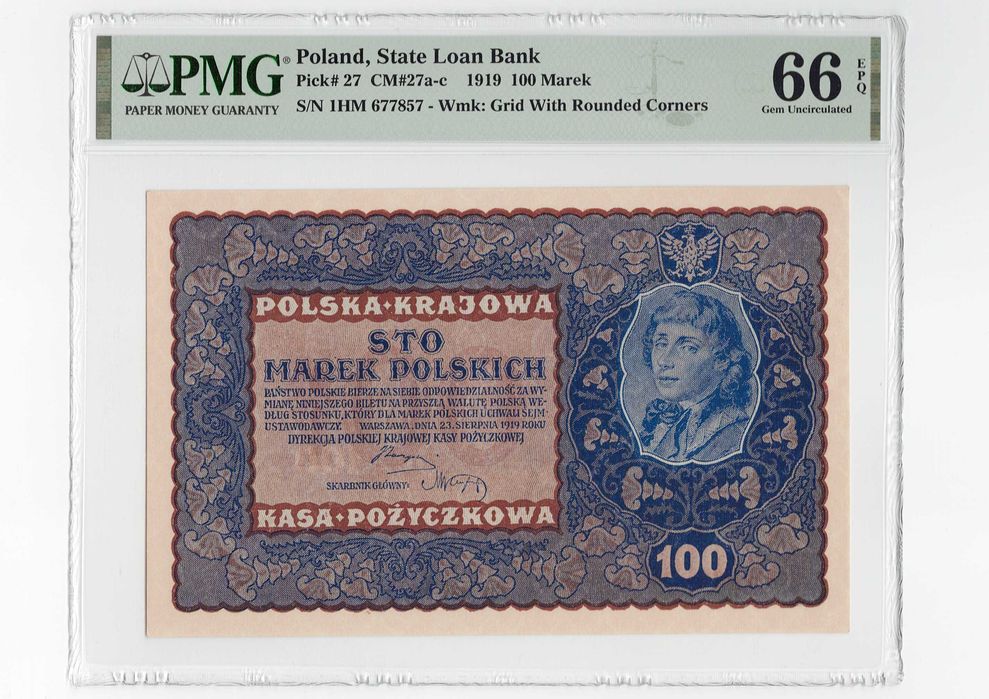 PMG®
PAPER MONEY GUARANTY
Poland, State Loan Bank
Pick# 27 CM#27a-c 1919 100 Marek
S/N 1HM 677857 - Wmk: Grid With Rounded Corners
66 EPQ
Gem Uncirculated
POLSKA·KRAJOWA
STO
MAREK POLSKICH
PAŃSTWO POLSKIE BIERZE NA SIEBIE ODPOWIEDZIALNOŚĆ ZA WY-
MIANĘ NINIEJSZEGO BILETU NA PRZYSZŁĄ WALUTĘ POLSKĄ WE-
DŁUG STOSUNKU, KTÓRY DLA MAREK POLSKICH UCHWALI SEJM
USTAWODAWCZY. WARSZAWA, DNIA 23. SIERPNIA 1919 ROKU
DYREKCJA POLSKIEJ KRAJOWEJ KASY POŻYCZKOWEJ
SKARBNIK GŁÓWNY:
KASA·POŻYCZKOWA
100